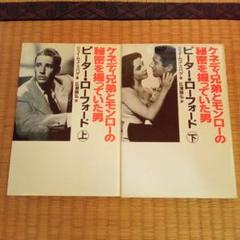 ケネディ兄弟とモンローの
秘密を握っていた男
ピーター・ローフォード
上
ケネディ兄弟とモンローの
秘密を握っていた男
ピーター・ローフォード
下